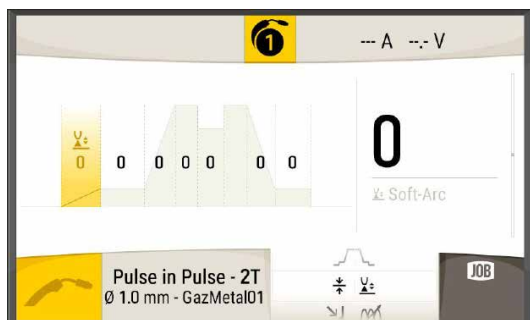 1
--- A --.- V
0 0 0 0 0 0 0
0
Soft-Arc
Pulse in Pulse - 2T
Ø 1.0 mm - GazMetal01
JOB